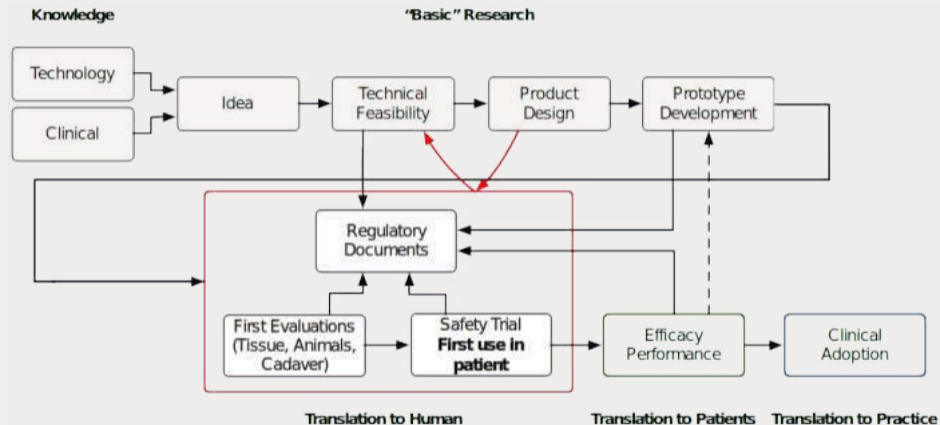 Knowledge
"Basic" Research
Technology
Clinical
Idea
Technical
Feasibility
Product
Design
Prototype
Development
Regulatory
Documents
First Evaluations
(Tissue, Animals,
Cadaver)
Safety Trial
First use in
patient
Efficacy
Performance
Clinical
Adoption
Translation to Human
Translation to Patients
Translation to Practice